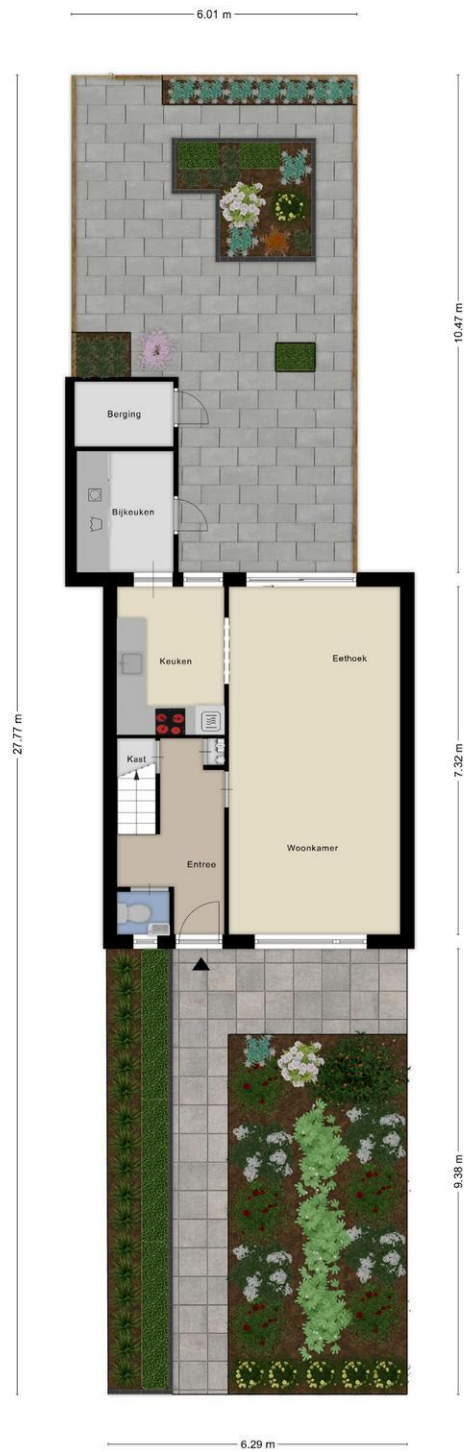 6.01 m
10.47 m
Berging
Bijkeuken
Keuken
Eethoek
27.77 m
7.32 m
Kast
Woonkamer
Entree
9.38 m
6.29 m